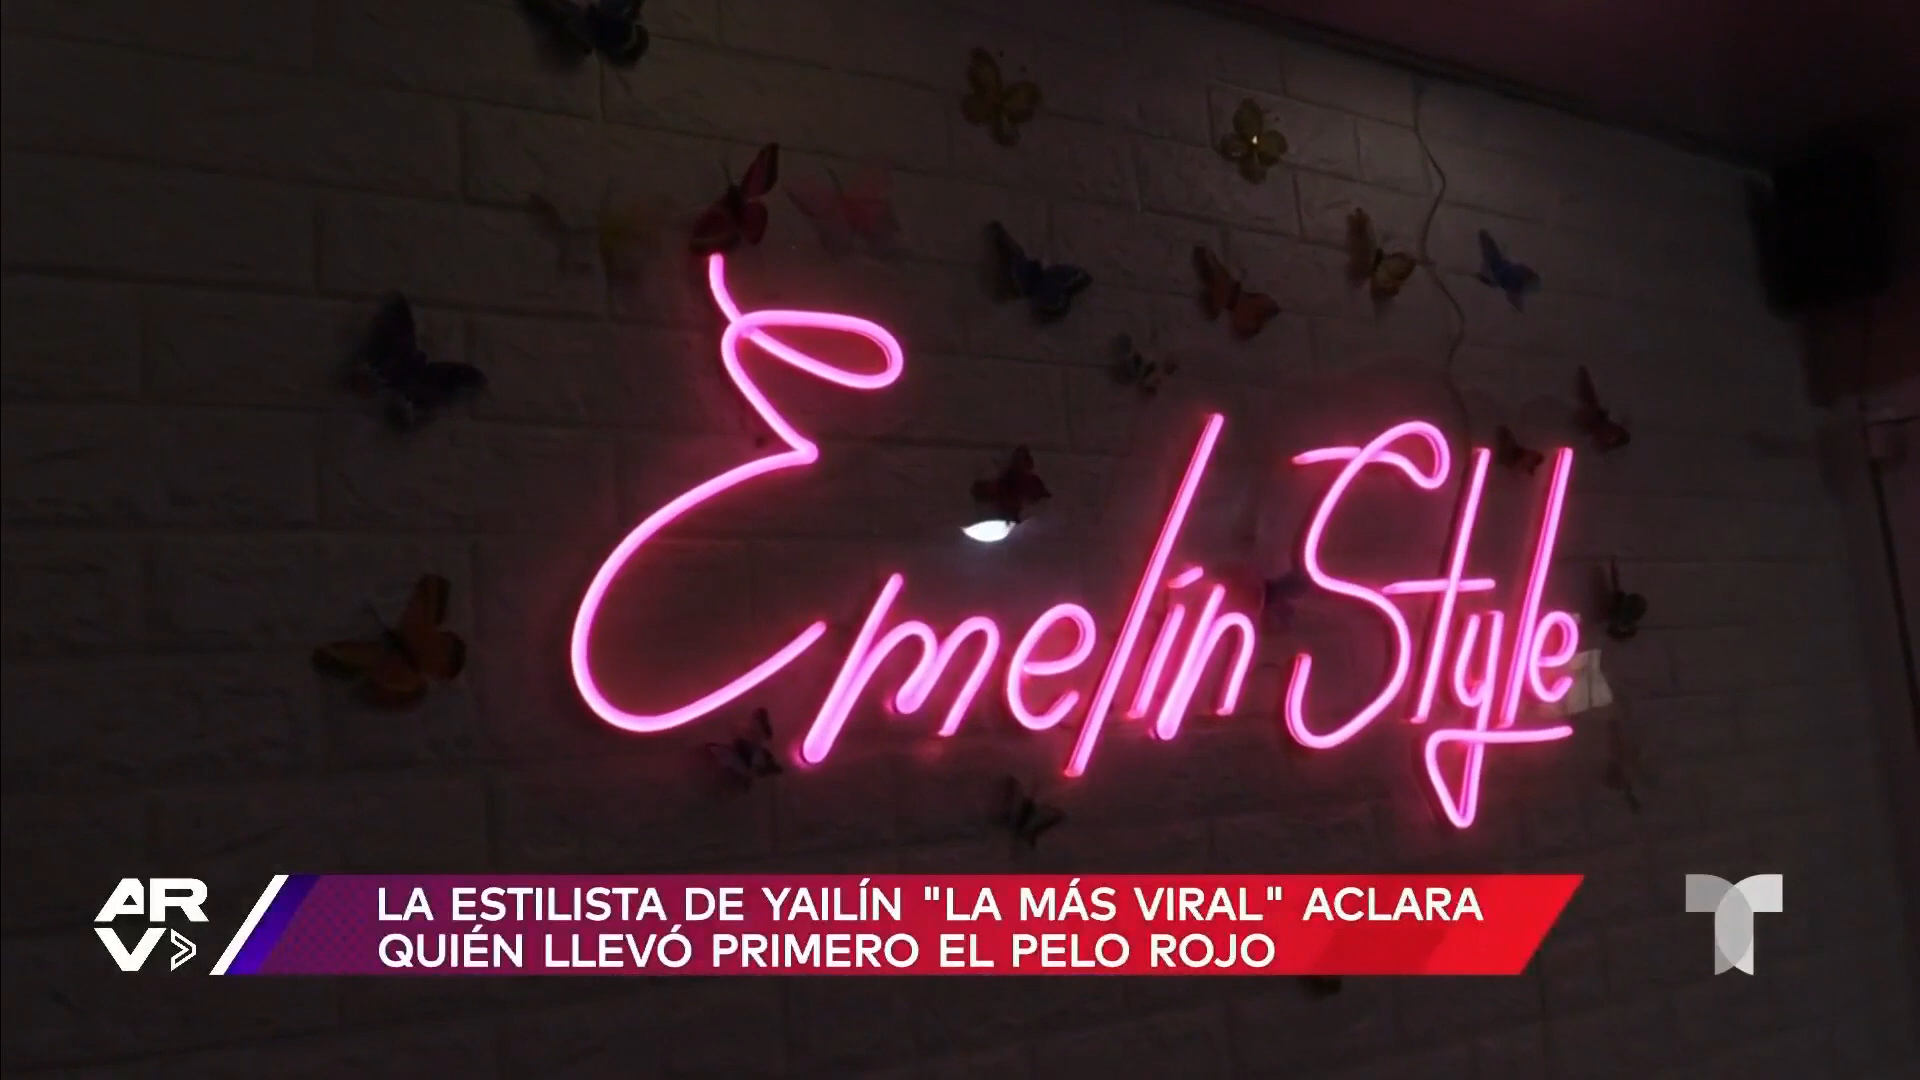 Emelín Style
ARV
LA ESTILISTA DE YAILÍN "LA MÁS VIRAL" ACLARA
QUIÉN LLEVÓ PRIMERO EL PELO ROJO
T